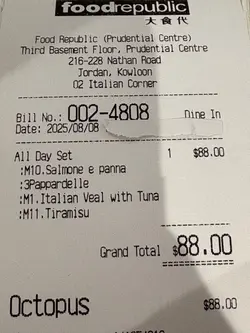 foodrepublic
大食代
Food Republic (Prudential Centre)
Third Basement Floor, Prudential Centre
216-228 Nathan Road
Jordan, Kowloon
02 Italian Corner
Bill No.: 002-4808 Dine In
Date: 2025/08/08
All Day Set 1 $88.00
:M10.Salmone e panna
:3Pappardelle
:M1.Italian Veal with Tuna
:M11.Tiramisu
Grand Total $88.00
Octopus $88.00